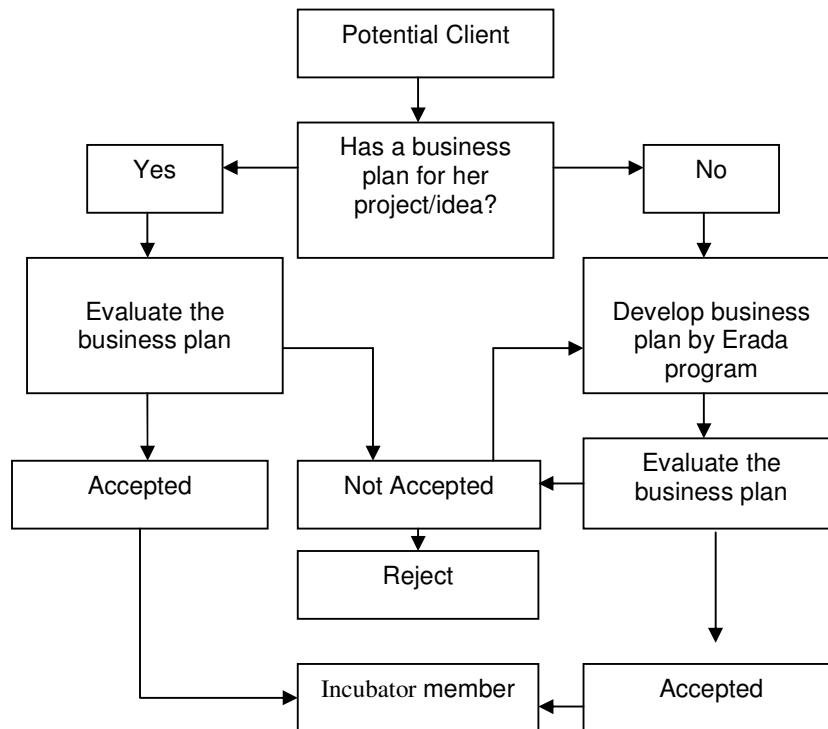 Potential Client
Has a business
plan for her
project/idea?
Yes
No
Evaluate the
business plan
Develop business
plan by Erada
program
Accepted
Not Accepted
Evaluate the
business plan
Reject
Incubator member
Accepted